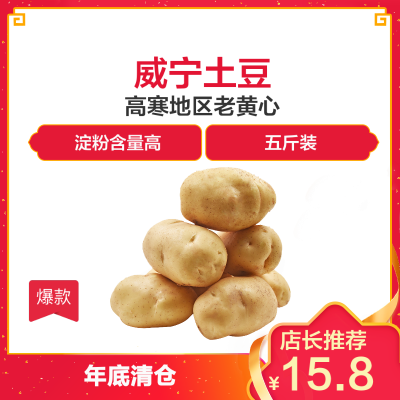 威宁土豆
高寒地区老黄心
淀粉含量高
五斤装
爆款
店长推荐
¥15.8
年底清仓